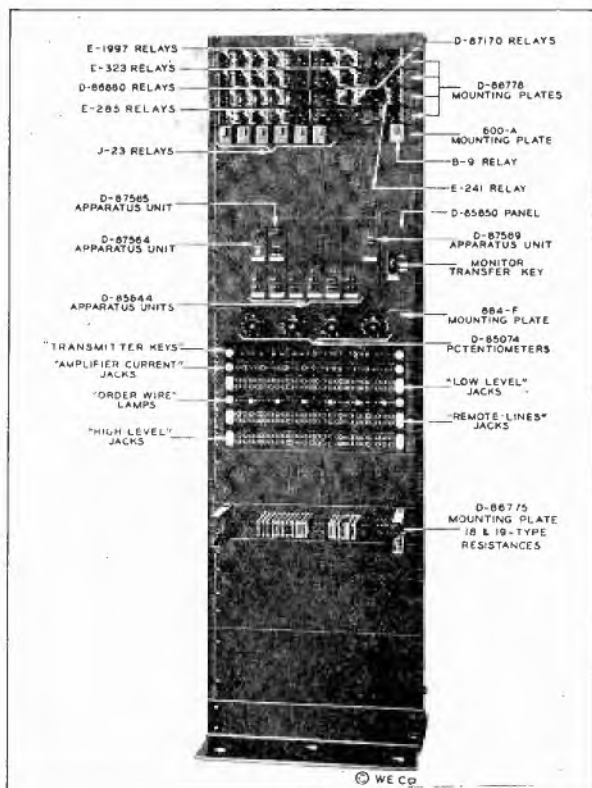 E-1997 RELAYS
E-323 RELAYS
D-86680 RELAYS
E-285 RELAYS
J-23 RELAYS
D-87585
APPARATUS UNIT
D-87584
APPARATUS UNIT
D-85844
APPARATUS UNITS
"TRANSMITTER KEYS"
"AMPLIFIER CURRENT"
JACKS
"ORDER WIRE"
LAMPS
"HIGH LEVEL"
JACKS
D-87170 RELAYS
D-86778
MOUNTING PLATES
600-A
MOUNTING PLATE
B-9 RELAY
E-241 RELAY
D-85850 PANEL
D-87589
APPARATUS UNIT
MONITOR
TRANSFER KEY
884-F
MOUNTING PLATE
D-85074
POTENTIOMETERS
"LOW LEVEL"
JACKS
"REMOTE-LINES"
JACKS
D-86775
MOUNTING PLATE
18 & 19-TYPE
RESISTANCES
© WE CO